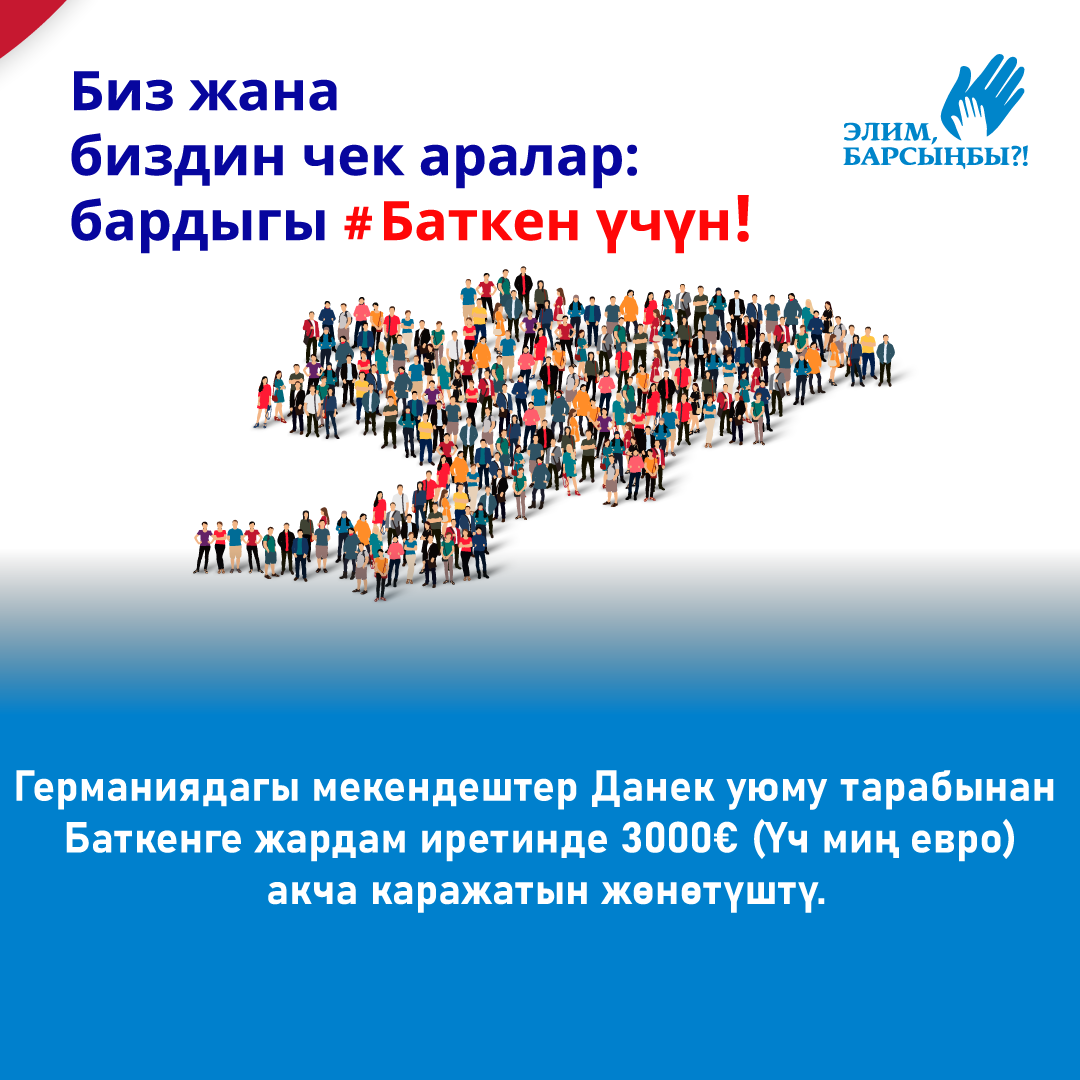 Биз жана
биздин чек аралар:
бардыгы #Баткен үчүн!
ЭЛИМ,
БАРСЫҢБЫ?!
Германиядагы мекендештер Данек уюму тарабынан
Баткенге жардам иретинде 3000€ (Үч миң евро)
акча каражатын жөнөтүштү.